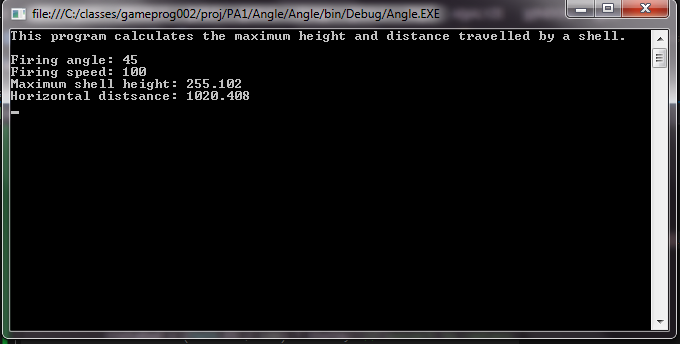 file:///C:/classes/gameprog002/proj/PA1/Angle/Angle/bin/Debug/Angle.EXE
This program calculates the maximum height and distance travelled by a shell.
Firing angle: 45
Firing speed: 100
Maximum shell height: 255.102
Horizontal distsance: 1020.408